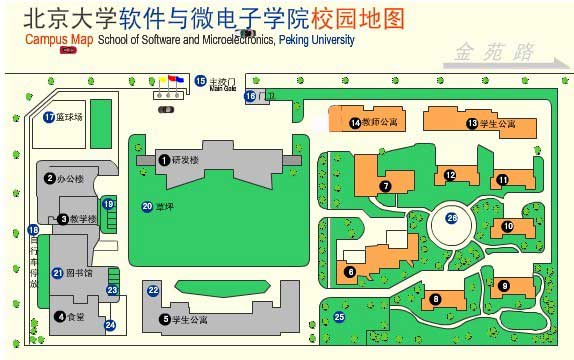 北京大学软件与微电子学院校园地图
Campus Map School of Software and Microelectronics, Peking University
金苑路
15 主校门
Main Gate
16 门卫
17 篮球场
14 教师公寓
13 学生公寓
1 研发楼
2 办公楼
12
11
7
19
3 教学楼
20 草坪
26
10
18 自行车停放
21 图书馆
6
23
22
9
8
4 食堂
24
5 学生公寓
25